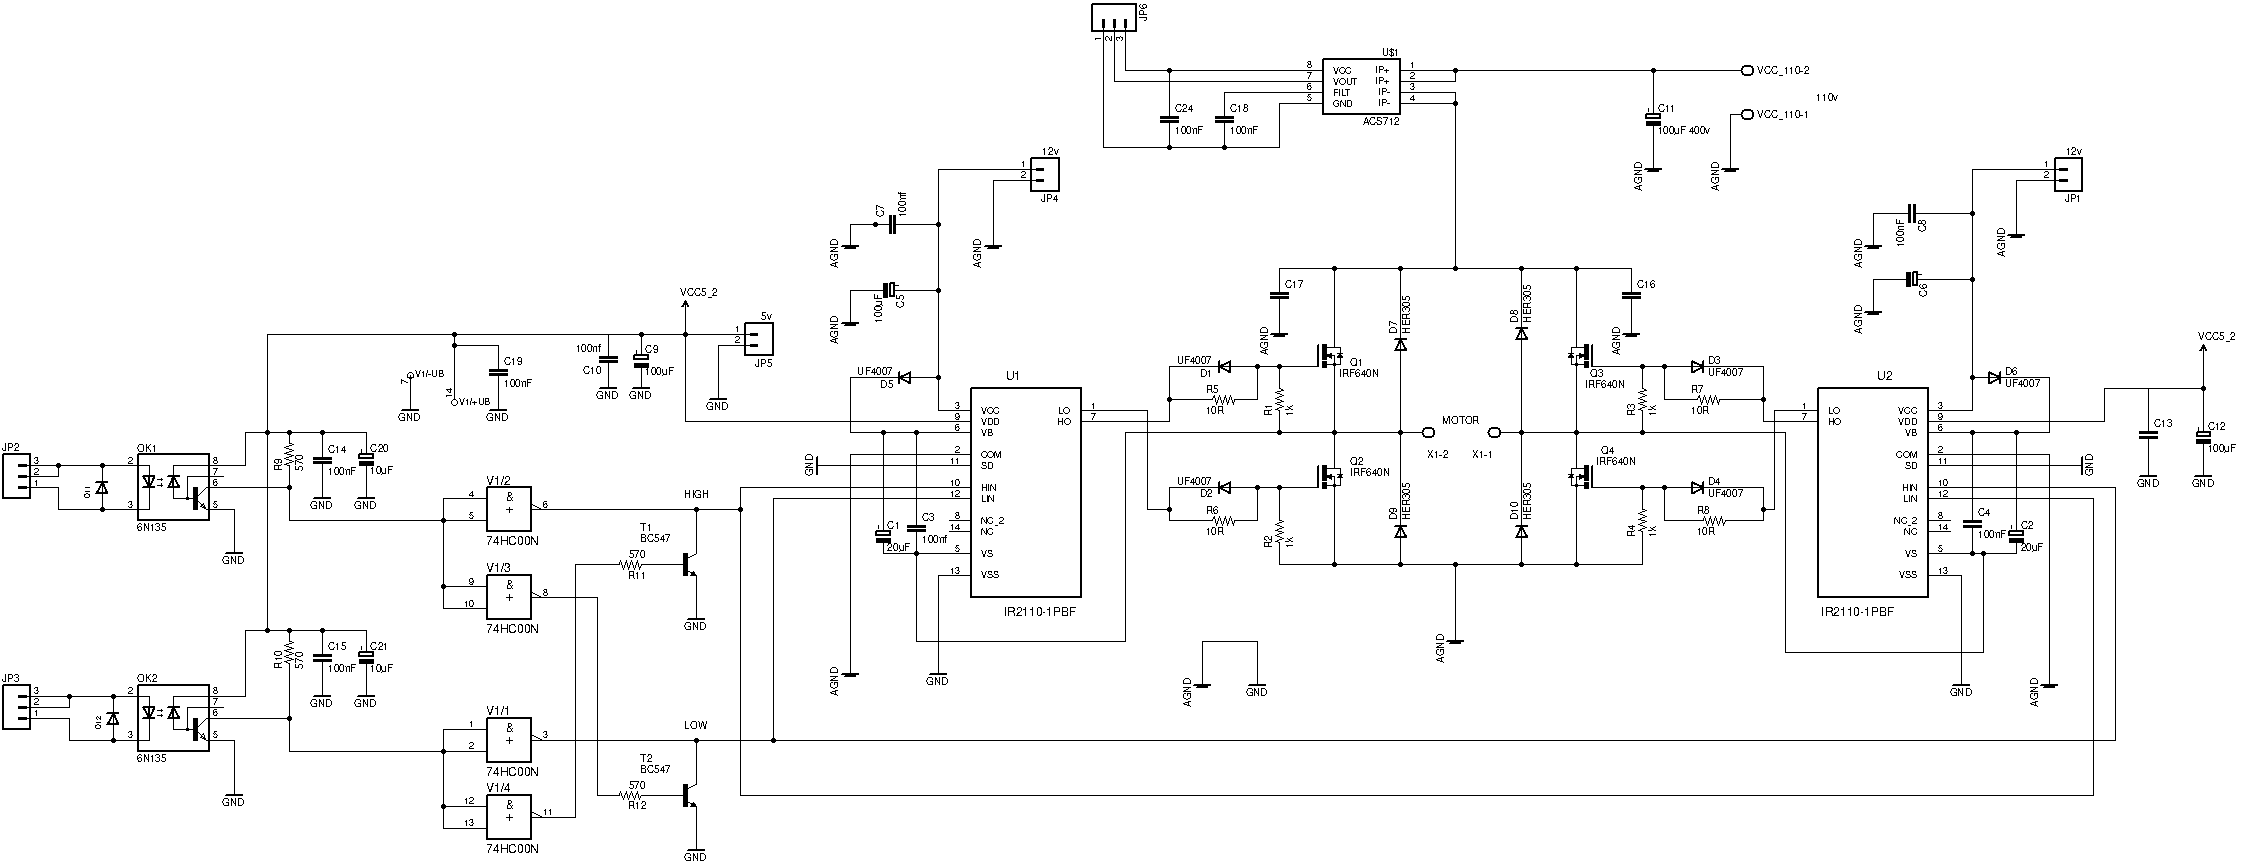 JP6
1 2 3
U$1
8 VCC IP+ 1
7 VOUT IP+ 2
6 FILT IP- 3
5 GND IP- 4
ACS712
C24
100nF
C18
100nF
VCC_110-2
110v
VCC_110-1
C11
100µF 400v
AGND
AGND
12v
1
2
JP4
C7
100nf
AGND
AGND
C5
100µF
AGND
12v
1
2
JP1
C8
100nF
AGND
AGND
C6
AGND
VCC5_2
5v
1
2
JP5
GND
100nf
C10
GND
C9
100µF
GND
C19
100nF
GND
V1/-UB
7
GND
14
V1/+UB
UF4007
D5
U1
3 VCC LO 1
9 VDD HO 7
6 VB
2 COM
11 SD
10 HIN
12 LIN
8 NC_2
14 NC
5 VS
13 VSS
IR2110-1PBF
GND
C1
20µF
C3
100nf
AGND
GND
C17
AGND
C16
AGND
D7
HER305
D8
HER305
D9
HER305
D10
HER305
Q1
IRF640N
Q2
IRF640N
Q3
IRF640N
Q4
IRF640N
UF4007
D1
R5
10R
R1
1k
UF4007
D2
R6
10R
R2
1k
D3
UF4007
R7
10R
R3
1k
D4
UF4007
R8
10R
R4
1k
MOTOR
X1-2
X1-1
AGND
AGND
GND
U2
1 LO VCC 3
7 HO VDD 9
VB 6
COM 2
SD 11
HIN 10
LIN 12
NC_2 8
NC 14
VS 5
VSS 13
IR2110-1PBF
D6
UF4007
VCC5_2
C13
GND
C12
100µF
GND
GND
C4
100nF
C2
20µF
GND
AGND
JP2
3
2
1
D11
OK1
2
3
8
7
6
5
6N135
GND
R9
570
C14
100nF
GND
C20
10µF
GND
JP3
3
2
1
D12
OK2
2
3
8
7
6
5
6N135
GND
R10
570
C15
100nF
GND
C21
10µF
GND
V1/2
4 & 6
5 +
74HC00N
V1/3
9 & 8
10 +
74HC00N
V1/1
1 & 3
2 +
74HC00N
V1/4
12 & 11
13 +
74HC00N
HIGH
T1
BC547
570
R11
GND
LOW
T2
BC547
570
R12
GND